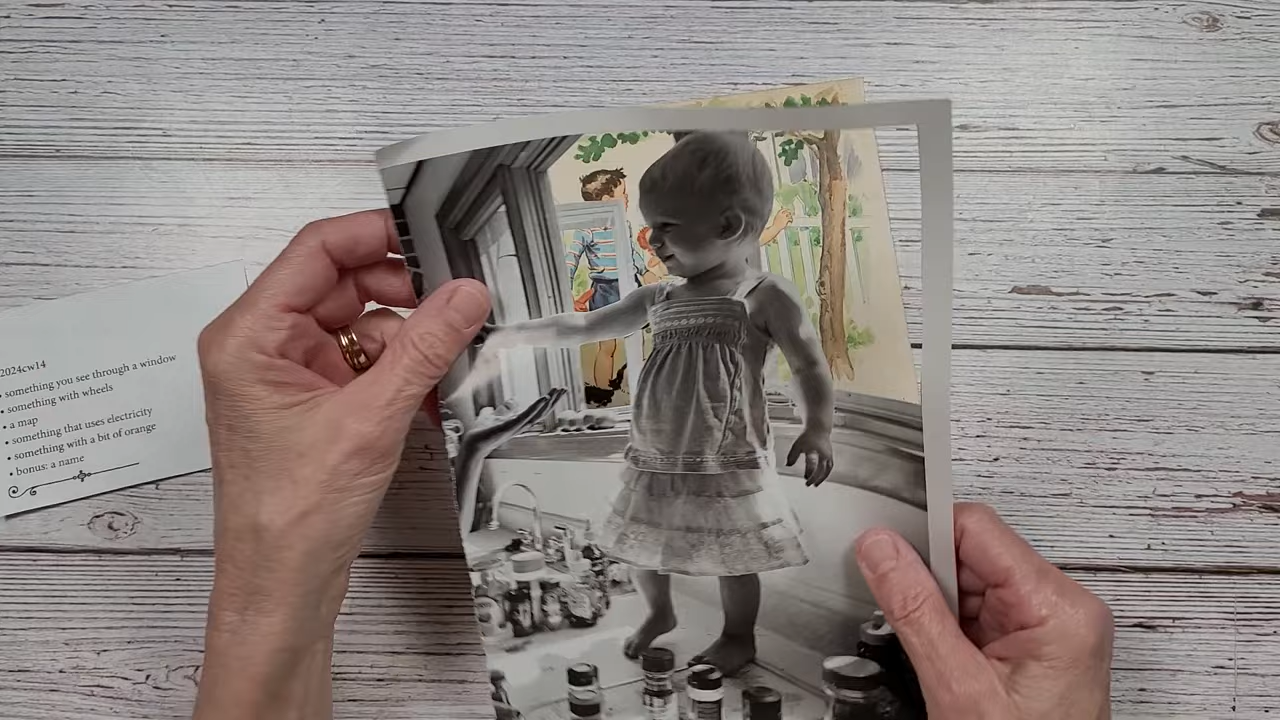 2024cw14
• something you see through a window
• something with wheels
• a map
• something that uses electricity
• something with a bit of orange
• bonus: a name